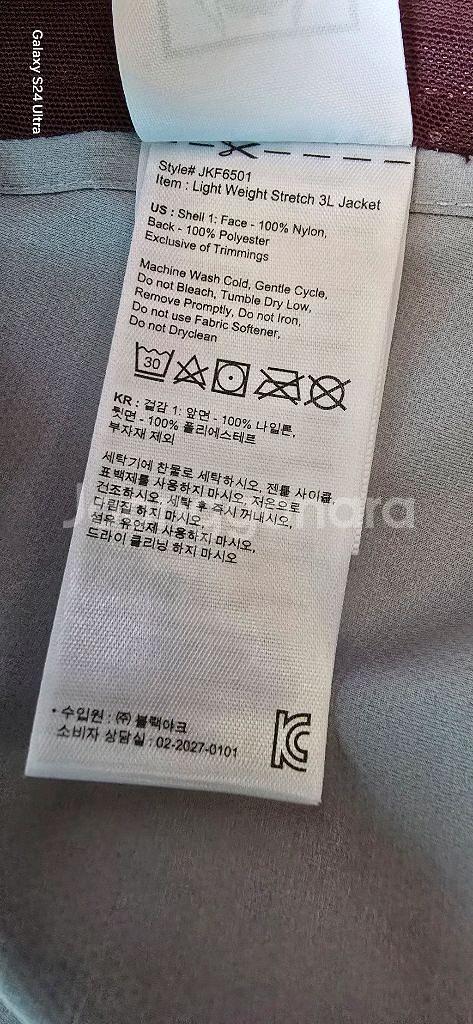 Galaxy S24 Ultra
Style# JKF6501
Item : Light Weight Stretch 3L Jacket
US : Shell 1: Face - 100% Nylon,
Back - 100% Polyester
Exclusive of Trimmings
Machine Wash Cold, Gentle Cycle,
Do not Bleach, Tumble Dry Low,
Remove Promptly, Do not Iron,
Do not use Fabric Softener,
Do not Dryclean
30
KR : 겉감 1: 앞면 - 100% 나일론,
뒷면 - 100% 폴리에스테르
부자재 제외
세탁기에 찬물로 세탁하시오, 젠틀 사이클,
표백제를 사용하지 마시오, 저온으로
건조하시오, 세탁 후 즉시 꺼내시오,
다림질 하지 마시오,
섬유 유연제 사용하지 마시오,
드라이 클리닝 하지 마시오
• 수입원 : ㈜ 블랙야크
소비자 상담실 : 02-2027-0101
KC